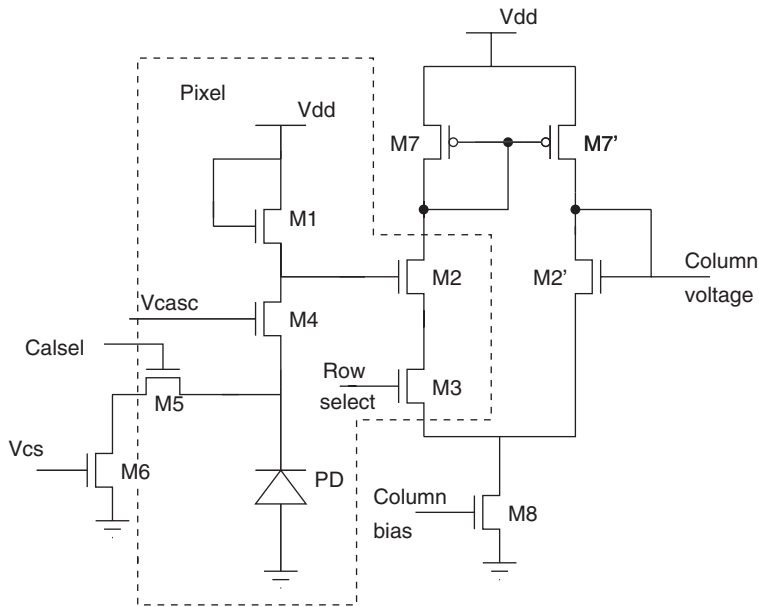 Vdd
Pixel
Vdd
M7
M7'
M1
M2
M2'
Column
voltage
Vcasc
M4
Calsel
Row
select
M3
M5
Vcs
M6
PD
Column
bias
M8